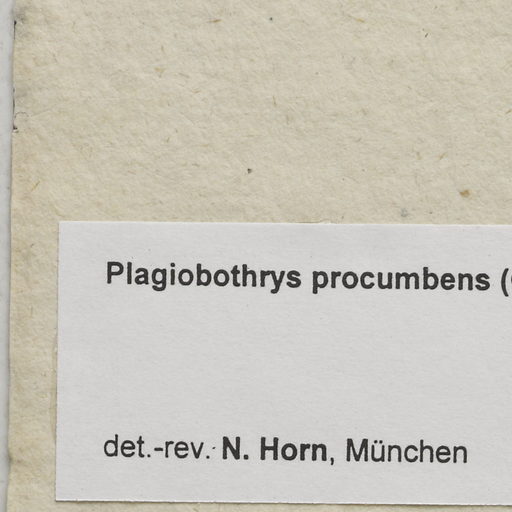 Plagiobothrys procumbens (
det.-rev.: N. Horn, München